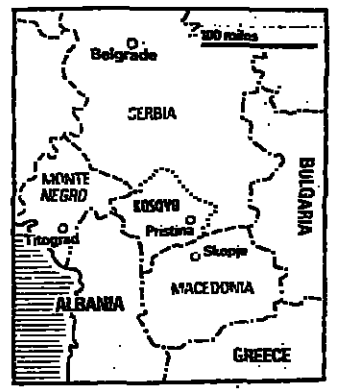 Belgrade
100 miles
SERBIA
MONTE
NEGRO
KOSOVO
Pristina
Titograd
Skopje
BULGARIA
ALBANIA
MACEDONIA
GREECE